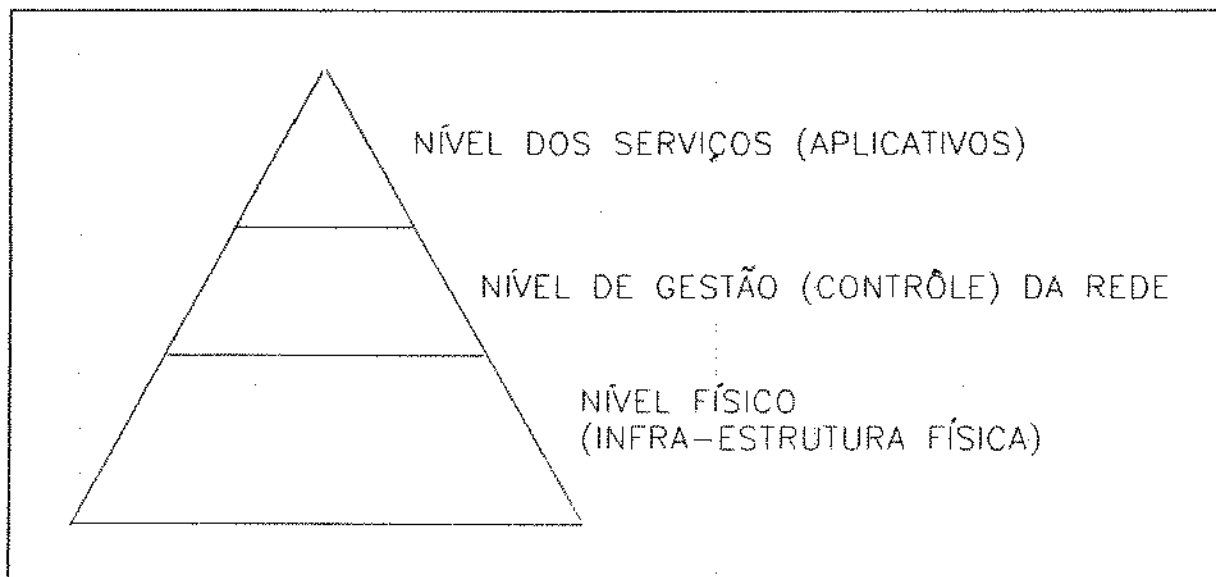 NÍVEL DOS SERVIÇOS (APLICATIVOS)
NÍVEL DE GESTÃO (CONTRÔLE) DA REDE
NÍVEL FÍSICO
(INFRA-ESTRUTURA FÍSICA)